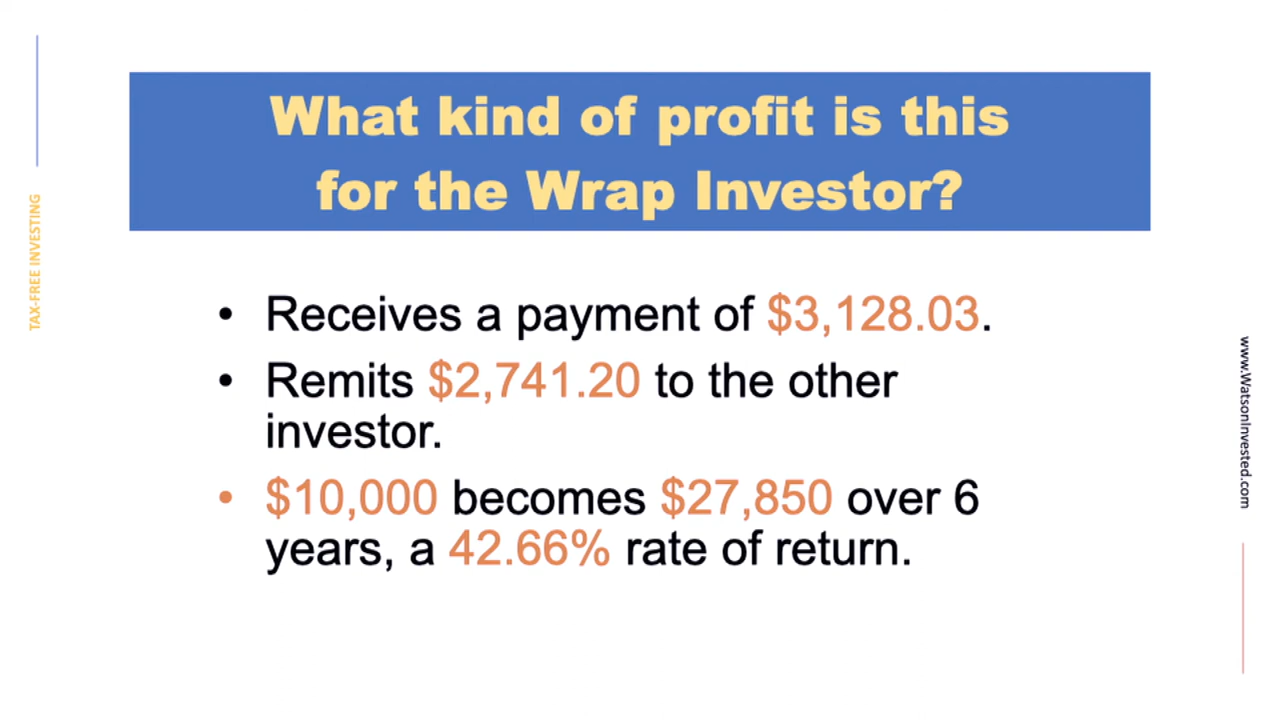 What kind of profit is this
for the Wrap Investor?
TAX-FREE INVESTING
• Receives a payment of $3,128.03.
• Remits $2,741.20 to the other
investor.
• $10,000 becomes $27,850 over 6
years, a 42.66% rate of return.
www.WatsonInvested.com